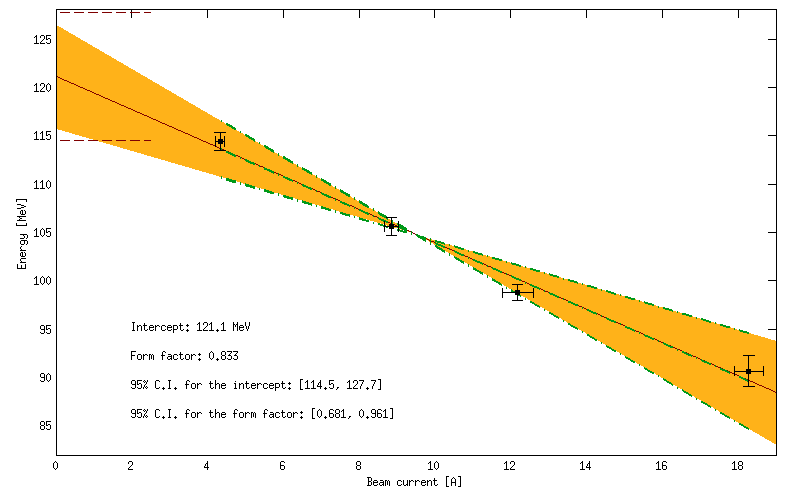 125
120
115
110
105
100
95
90
85
Energy [MeV]
Intercept: 121.1 MeV
Form factor: 0.833
95% C.I. for the intercept: [114.5, 127.7]
95% C.I. for the form factor: [0.681, 0.961]
0 2 4 6 8 10 12 14 16 18
Beam current [A]